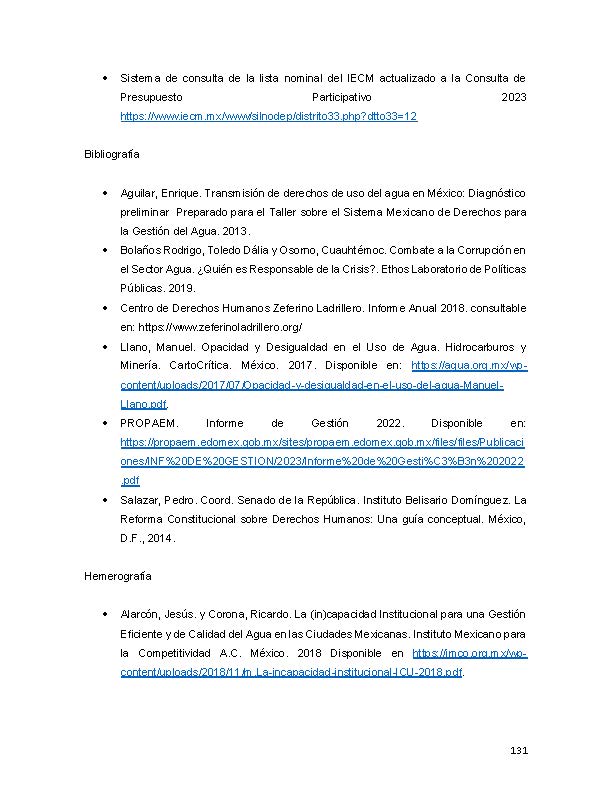 • Sistema de consulta de la lista nominal del IECM actualizado a la Consulta de
Presupuesto Participativo 2023
https://www.iecm.mx/www/silnodep/distrito33.php?dtto33=12
Bibliografía
• Aguilar, Enrique. Transmisión de derechos de uso del agua en México: Diagnóstico
preliminar Preparado para el Taller sobre el Sistema Mexicano de Derechos para
la Gestión del Agua. 2013.
• Bolaños Rodrigo, Toledo Dália y Osorno, Cuauhtémoc. Combate a la Corrupción en
el Sector Agua. ¿Quién es Responsable de la Crisis?. Ethos Laboratorio de Políticas
Públicas. 2019.
• Centro de Derechos Humanos Zeferino Ladrillero. Informe Anual 2018. consultable
en: https://www.zeferinoladrillero.org/
• Llano, Manuel. Opacidad y Desigualdad en el Uso de Agua. Hidrocarburos y
Minería. CartoCrítica. México. 2017. Disponible en: https://agua.org.mx/wp-
content/uploads/2017/07/Opacidad-y-desigualdad-en-el-uso-del-agua-Manuel-
Llano.pdf.
• PROPAEM. Informe de Gestión 2022. Disponible en:
https://propaem.edomex.gob.mx/sites/propaem.edomex.gob.mx/files/files/Publicaci
ones/INF%20DE%20GESTION/2023/Informe%20de%20Gesti%C3%B3n%202022
.pdf
• Salazar, Pedro. Coord. Senado de la República. Instituto Belisario Domínguez. La
Reforma Constitucional sobre Derechos Humanos: Una guía conceptual. México,
D.F., 2014.
Hemerografía
• Alarcón, Jesús. y Corona, Ricardo. La (in)capacidad Institucional para una Gestión
Eficiente y de Calidad del Agua en las Ciudades Mexicanas. Instituto Mexicano para
la Competitividad A.C. México. 2018 Disponible en https://imco.org.mx/wp-
content/uploads/2018/11/m.La-incapacidad-institucional-ICU-2018.pdf.
131